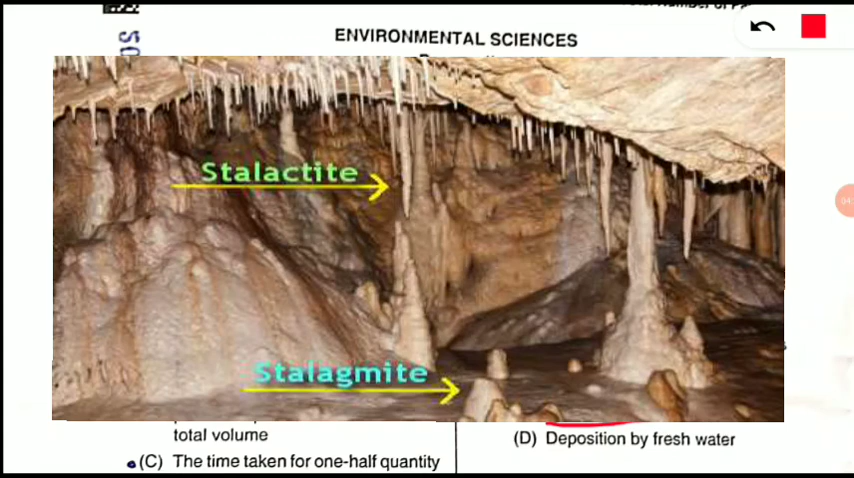 ENVIRONMENTAL SCIENCES
Stalactite
Stalagmite
total volume
(C) The time taken for one-half quantity
(D) Deposition by fresh water